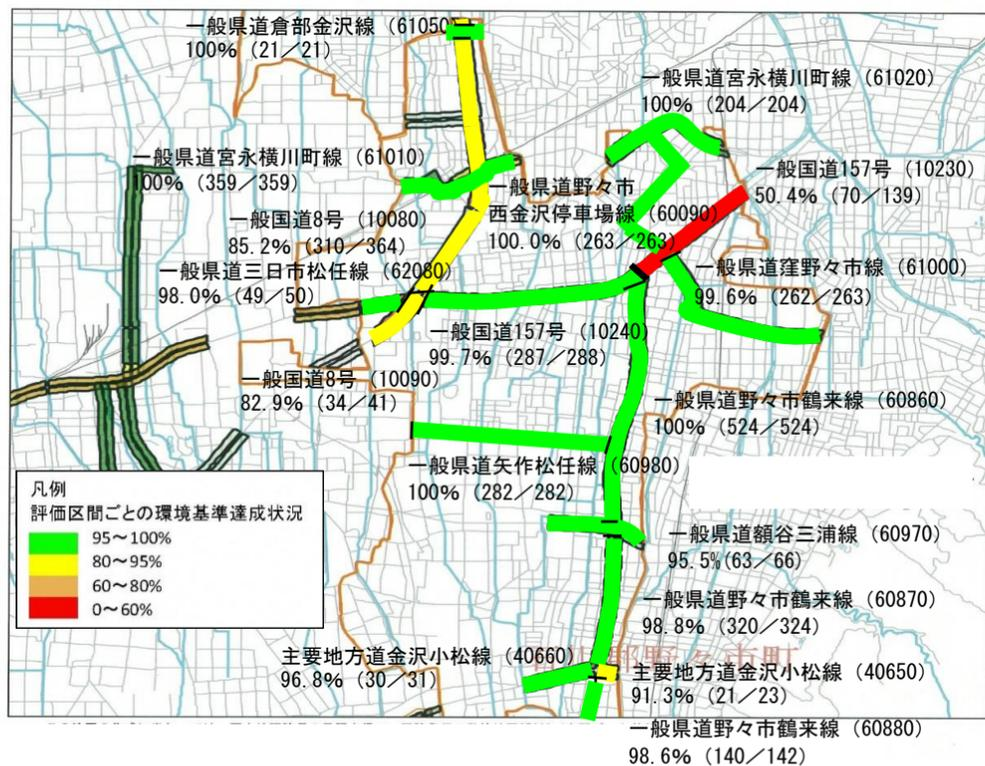 一般県道倉部金沢線（61050
100%（21／21）
一般県道宮永横川町線（61020）
100%（204／204）
一般県道宮永横川町線（61010）
100%（359／359）
一般国道157号（10230）
50.4%（70／139）
一般県道野々市
西金沢停車場線（60090）
100.0%（263／263）
一般国道8号（10080）
85.2%（310／364）
一般県道三日市松任線（62080）
98.0%（49／50）
一般県道窪野々市線（61000）
99.6%（262／263）
一般国道157号（10240）
99.7%（287／288）
一般国道8号（10090）
82.9%（34／41）
一般県道野々市鶴来線（60860）
100%（524／524）
一般県道矢作松任線（60980）
100%（282／282）
凡例
評価区間ごとの環境基準達成状況
95～100%
80～95%
60～80%
0～60%
一般県道額谷三浦線（60970）
95.5%(63／66)
一般県道野々市鶴来線（60870）
98.8%（320／324）
野々市町
主要地方道金沢小松線（40660）
96.8%（30／31）
主要地方道金沢小松線（40650）
91.3%（21／23）
一般県道野々市鶴来線（60880）
98.6%（140／142）